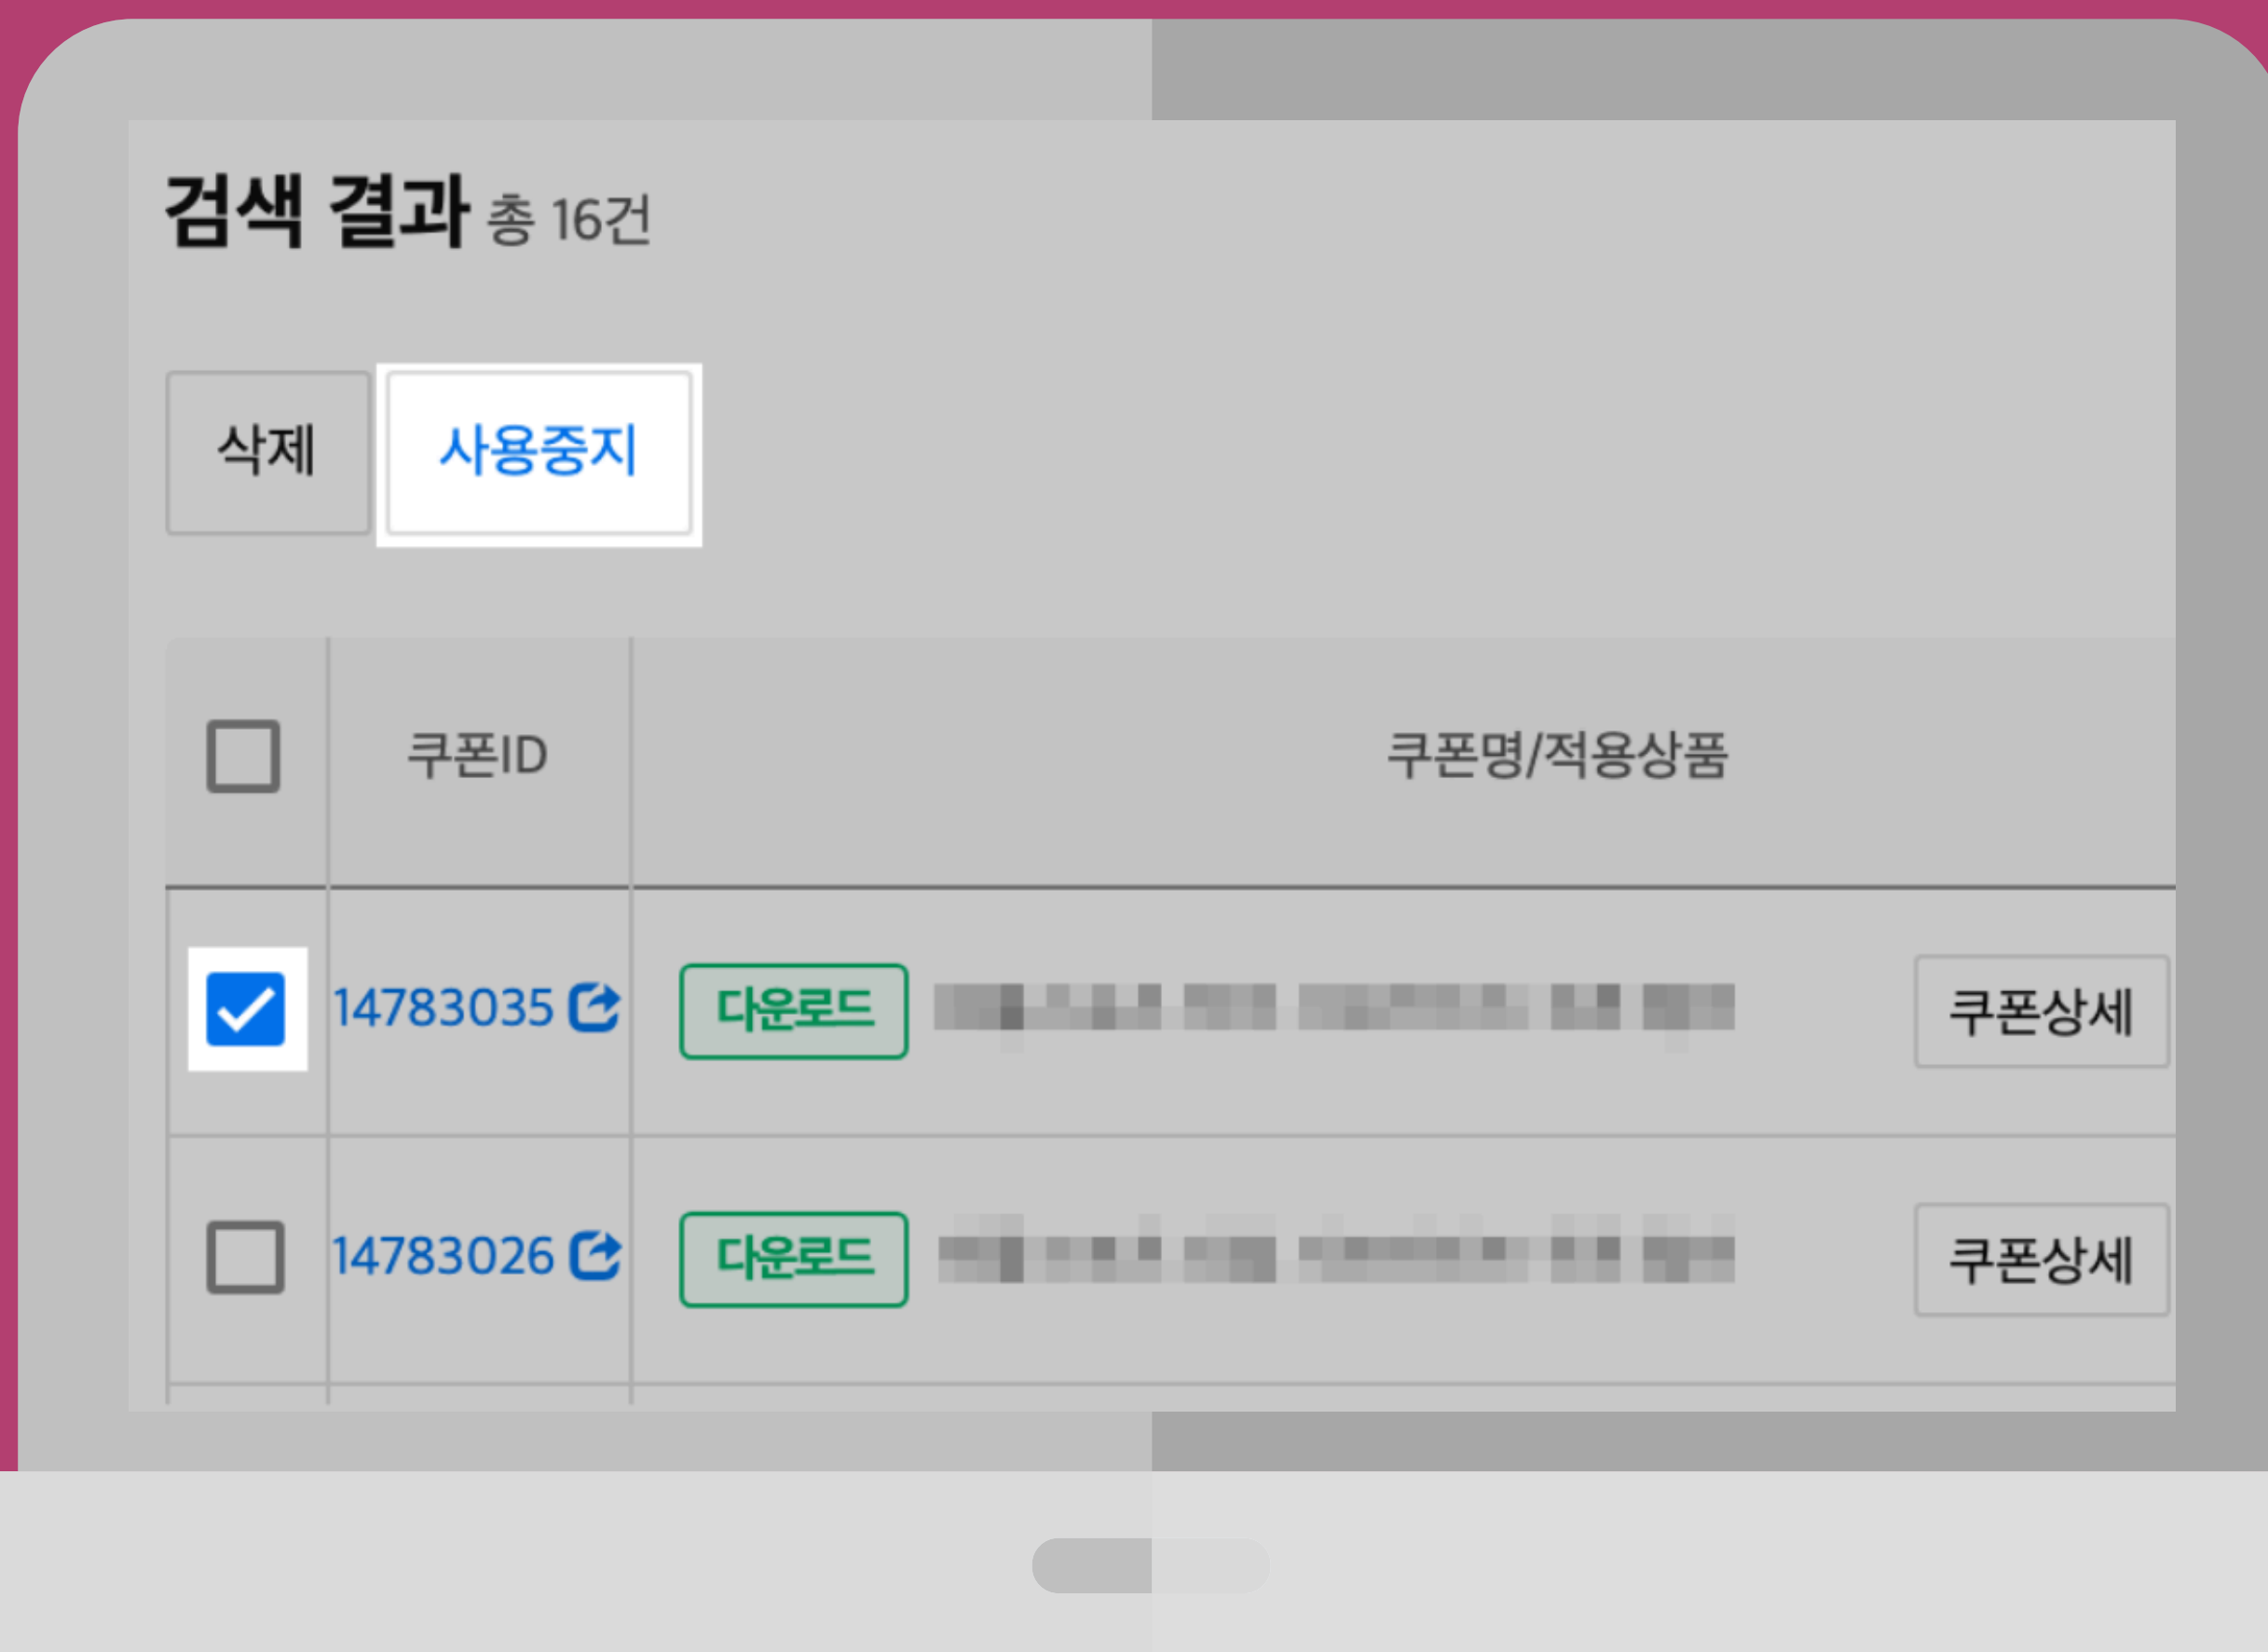 검색 결과 총 16건
삭제 사용중지
쿠폰ID 쿠폰명/적용상품
14783035 다운로드 쿠폰상세
14783026 다운로드 쿠폰상세